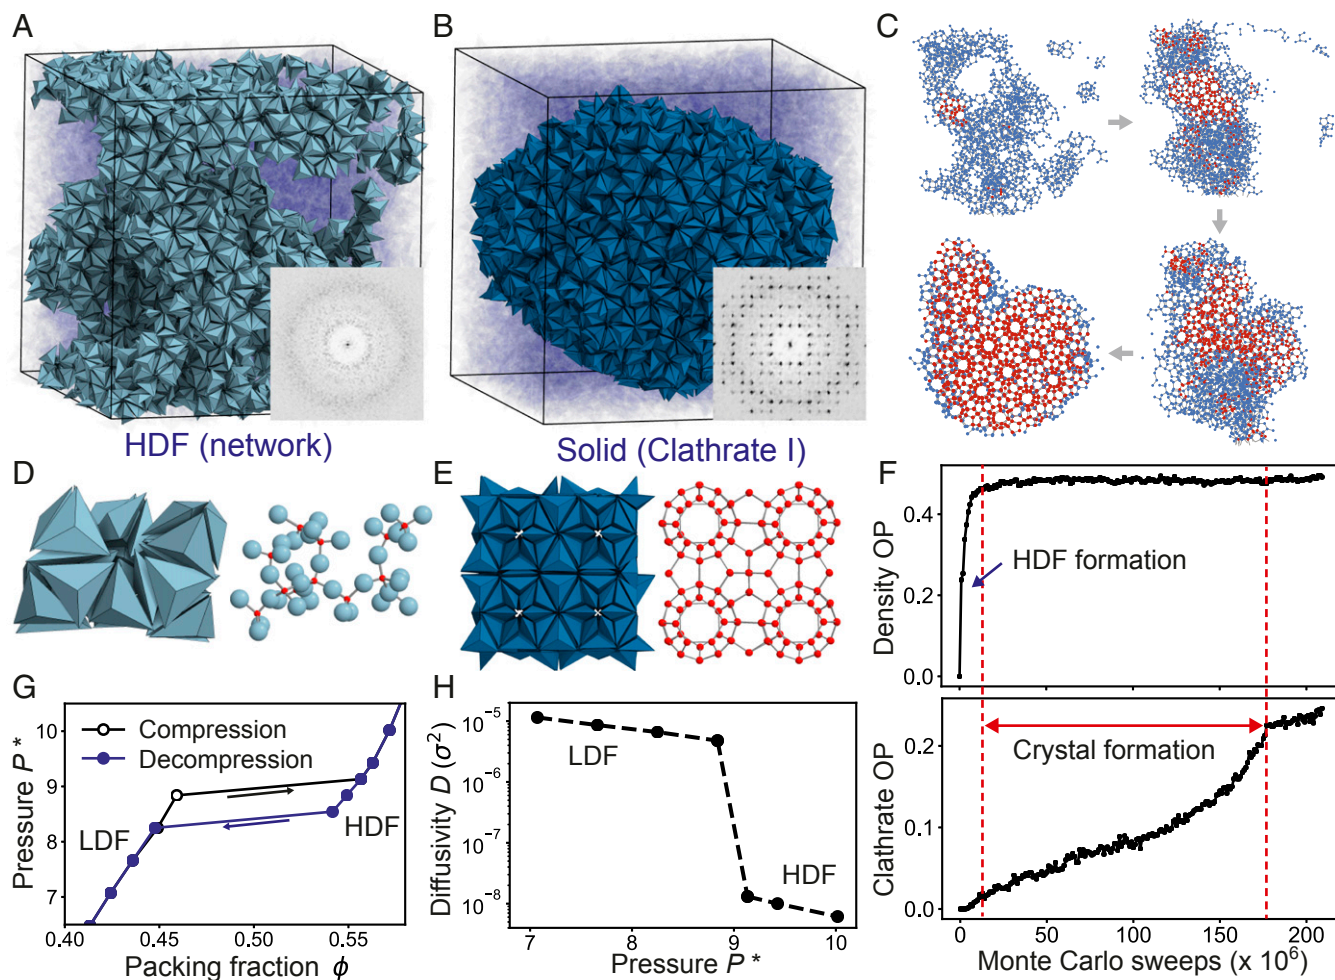 A
B
C
HDF (network)
Solid (Clathrate I)
D
E
F
0.4
0.2
0.0
Density OP
HDF formation
G
10
9
8
7
Pressure P*
Compression
Decompression
LDF
HDF
0.40
0.45
0.50
0.55
Packing fraction ϕ
H
10⁻⁵
10⁻⁶
10⁻⁷
10⁻⁸
Diffusivity D (σ²)
LDF
HDF
7
8
9
10
Pressure P*
0.2
0.1
0.0
Clathrate OP
Crystal formation
0
50
100
150
200
Monte Carlo sweeps (x 10⁶)